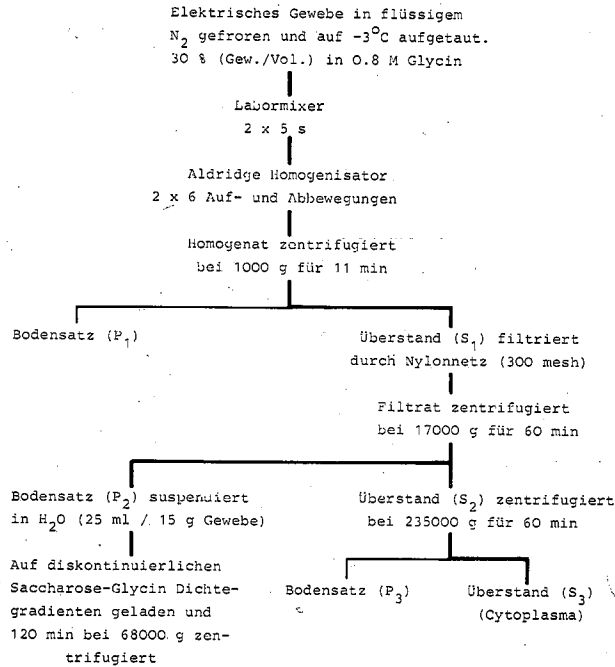 Elektrisches Gewebe in flüssigem
N₂ gefroren und auf -3°C aufgetaut.
30 % (Gew./Vol.) in 0.8 M Glycin
Labormixer
2 x 5 s
Aldridge Homogenisator
2 x 6 Auf- und Abbewegungen
Homogenat zentrifugiert
bei 1000 g für 11 min
Bodensatz (P₁)
Überstand (S₁) filtriert
durch Nylonnetz (300 mesh)
Filtrat zentrifugiert
bei 17000 g für 60 min
Bodensatz (P₂) suspendiert
in H₂O (25 ml / 15 g Gewebe)
Auf diskontinuierlichen
Saccharose-Glycin Dichte-
gradienten geladen und
120 min bei 68000 g zen-
trifugiert
Überstand (S₂) zentrifugiert
bei 235000 g für 60 min
Bodensatz (P₃)
Überstand (S₃)
(Cytoplasma)